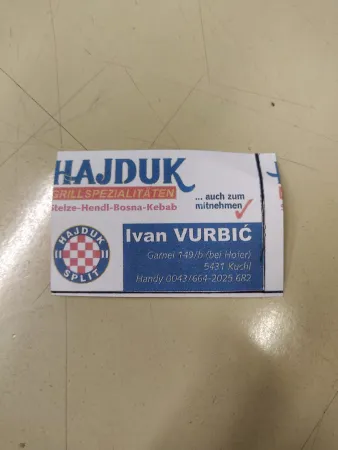 HAJDUK
GRILLSPEZIALITÄTEN
Stelze-Hendl-Bosna-Kebab
... auch zum
mitnehmen
HAJDUK
SPLIT
Ivan VURBIĆ
Gamei 149/b (bei Hofer)
5431 Kuchl
Handy 0043/664-2025 682